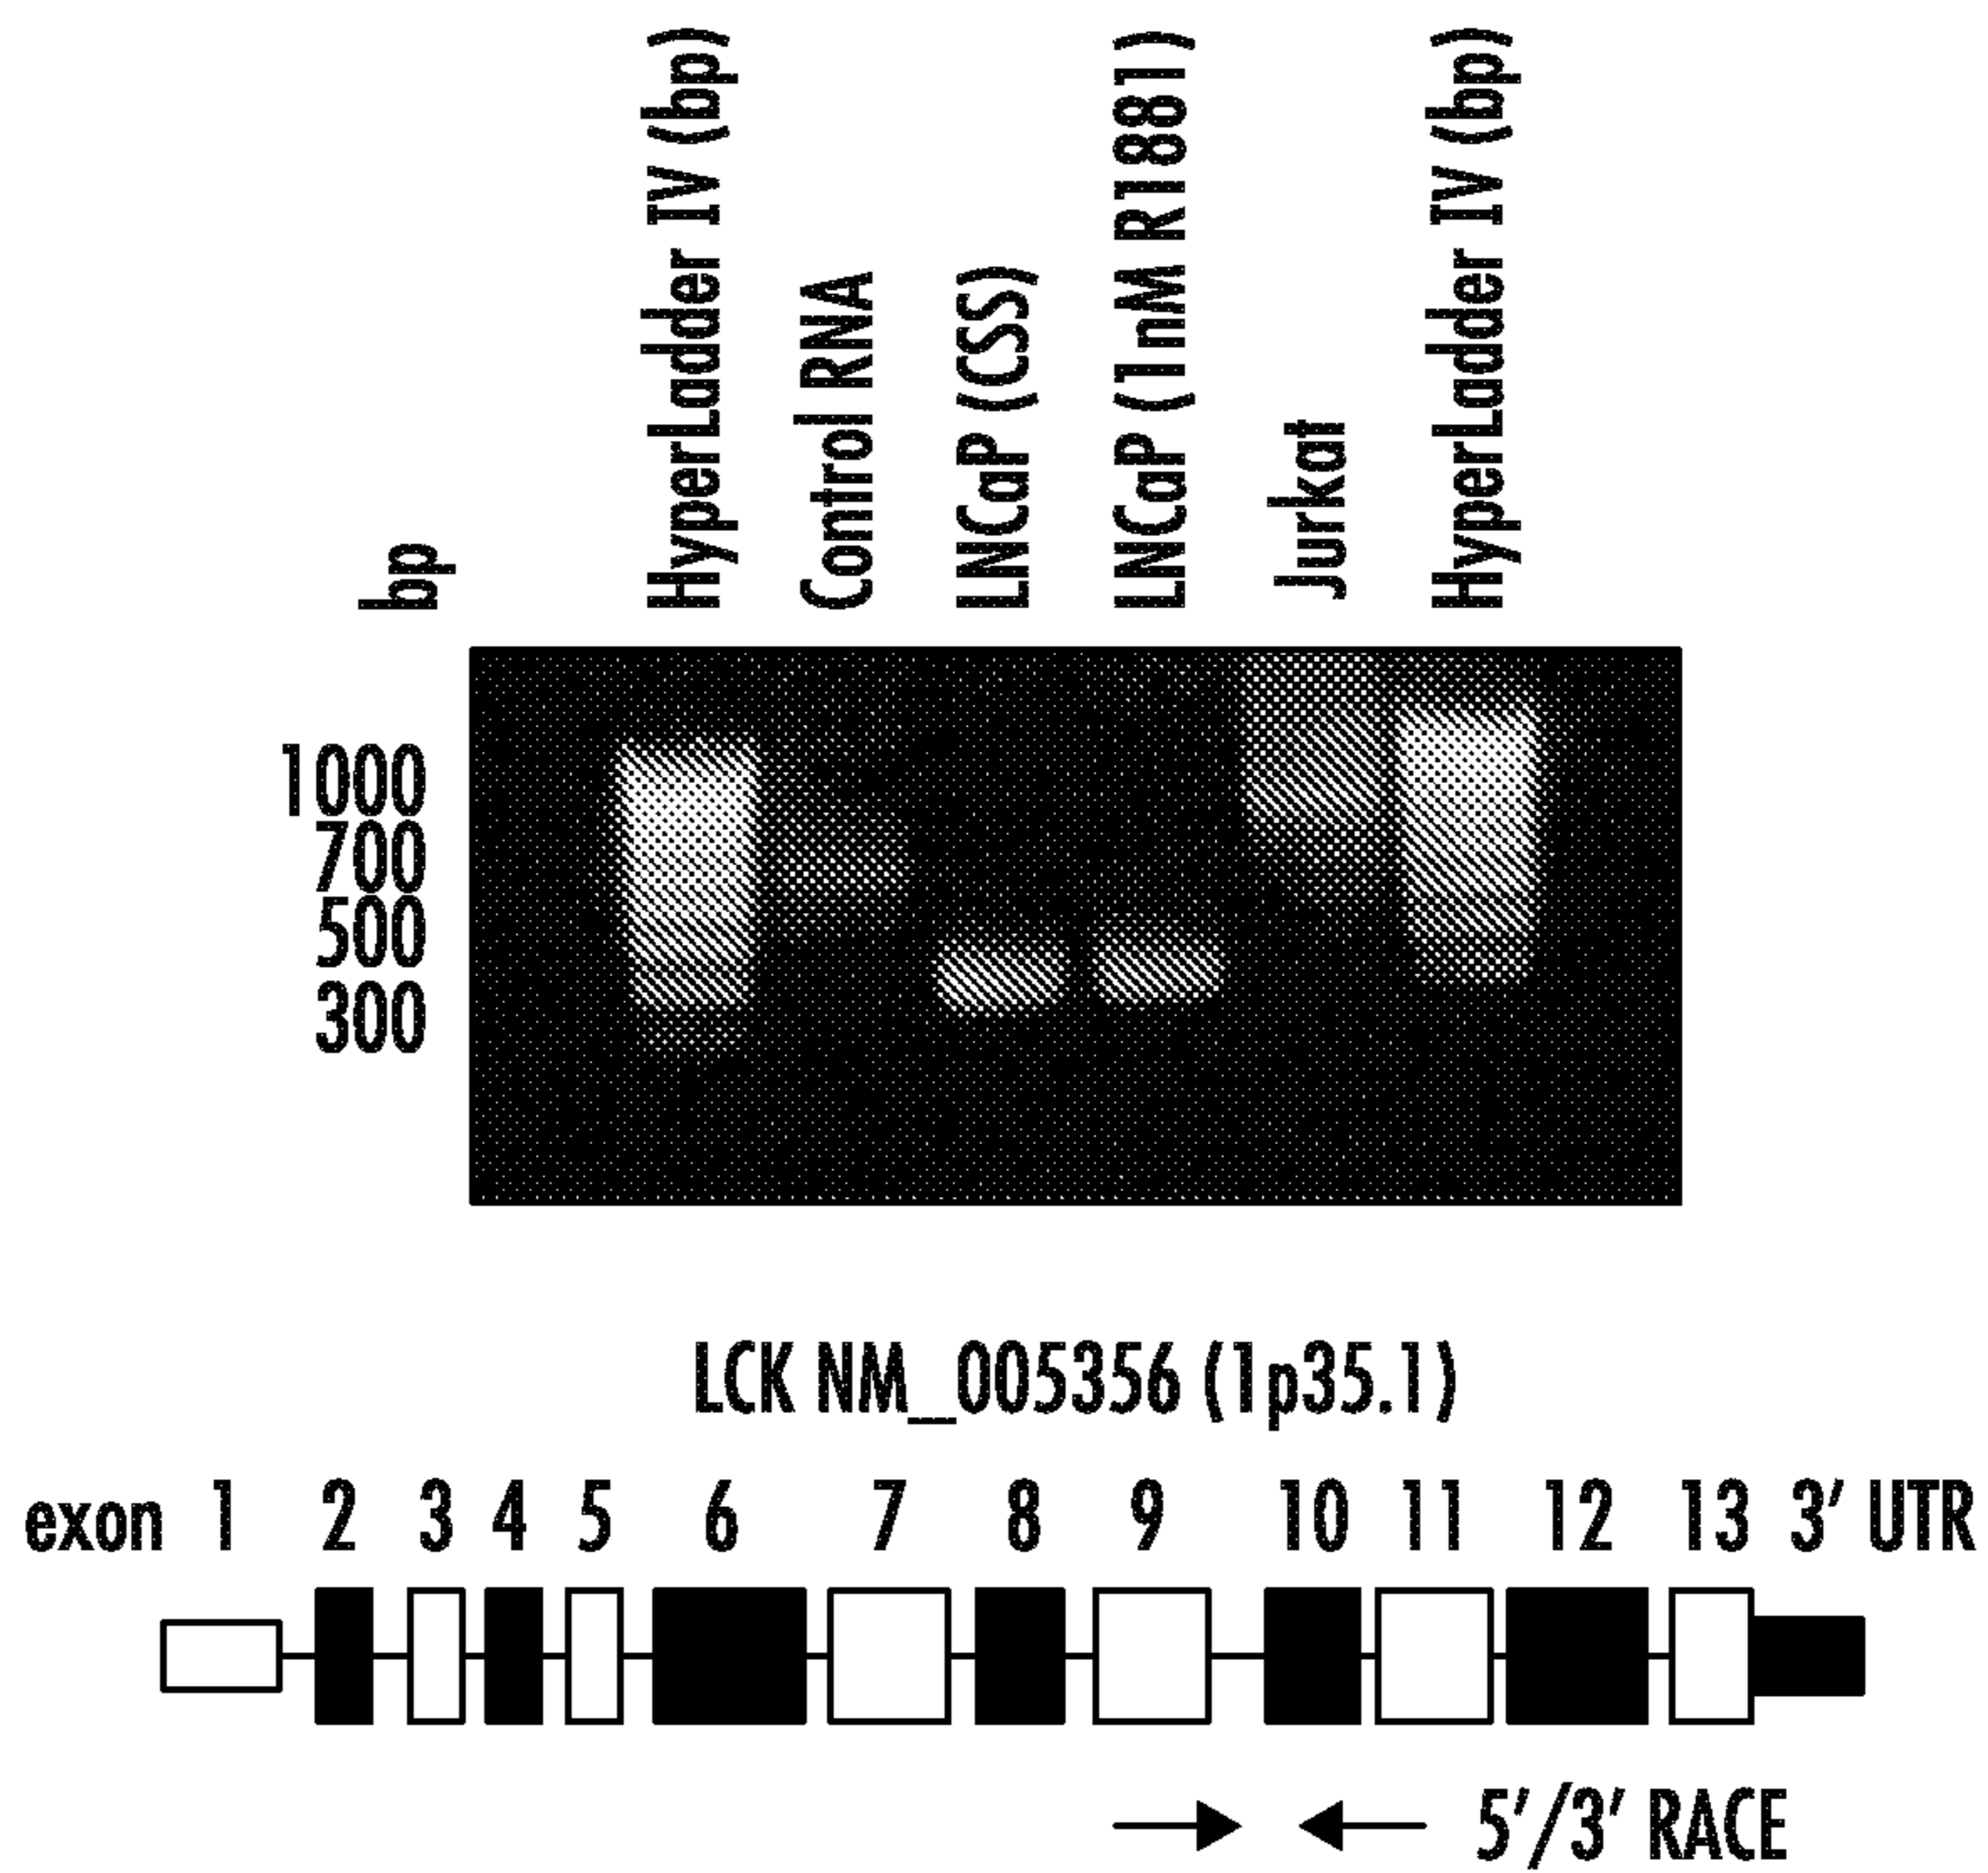 bp
HyperLadder IV (bp)
Control RNA
LNCaP (CSS)
LNCaP (1nM R1881)
Jurkat
HyperLadder IV (bp)
1000
700
500
300
LCK NM_005356 (1p35.1)
exon 1 2 3 4 5 6 7 8 9 10 11 12 13 3' UTR
5'/3' RACE